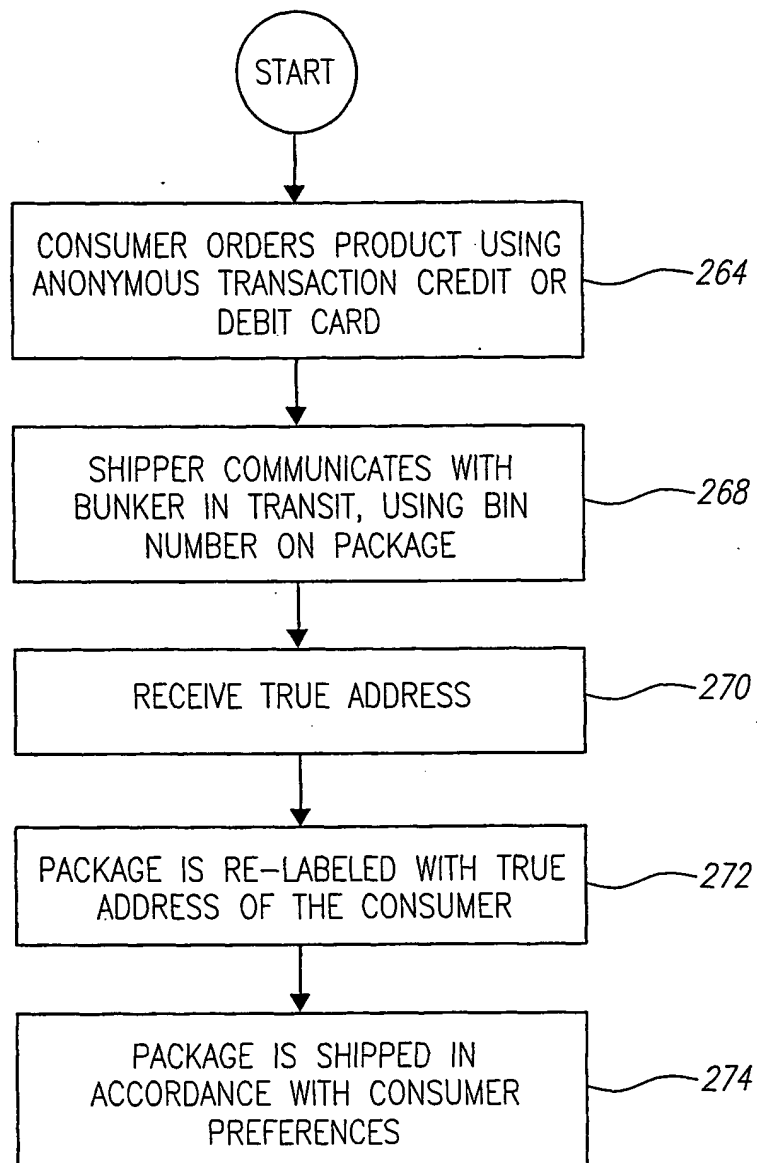 START
CONSUMER ORDERS PRODUCT USING
ANONYMOUS TRANSACTION CREDIT OR
DEBIT CARD
264
SHIPPER COMMUNICATES WITH
BUNKER IN TRANSIT, USING BIN
NUMBER ON PACKAGE
268
RECEIVE TRUE ADDRESS
270
PACKAGE IS RE-LABELED WITH TRUE
ADDRESS OF THE CONSUMER
272
PACKAGE IS SHIPPED IN
ACCORDANCE WITH CONSUMER
PREFERENCES
274